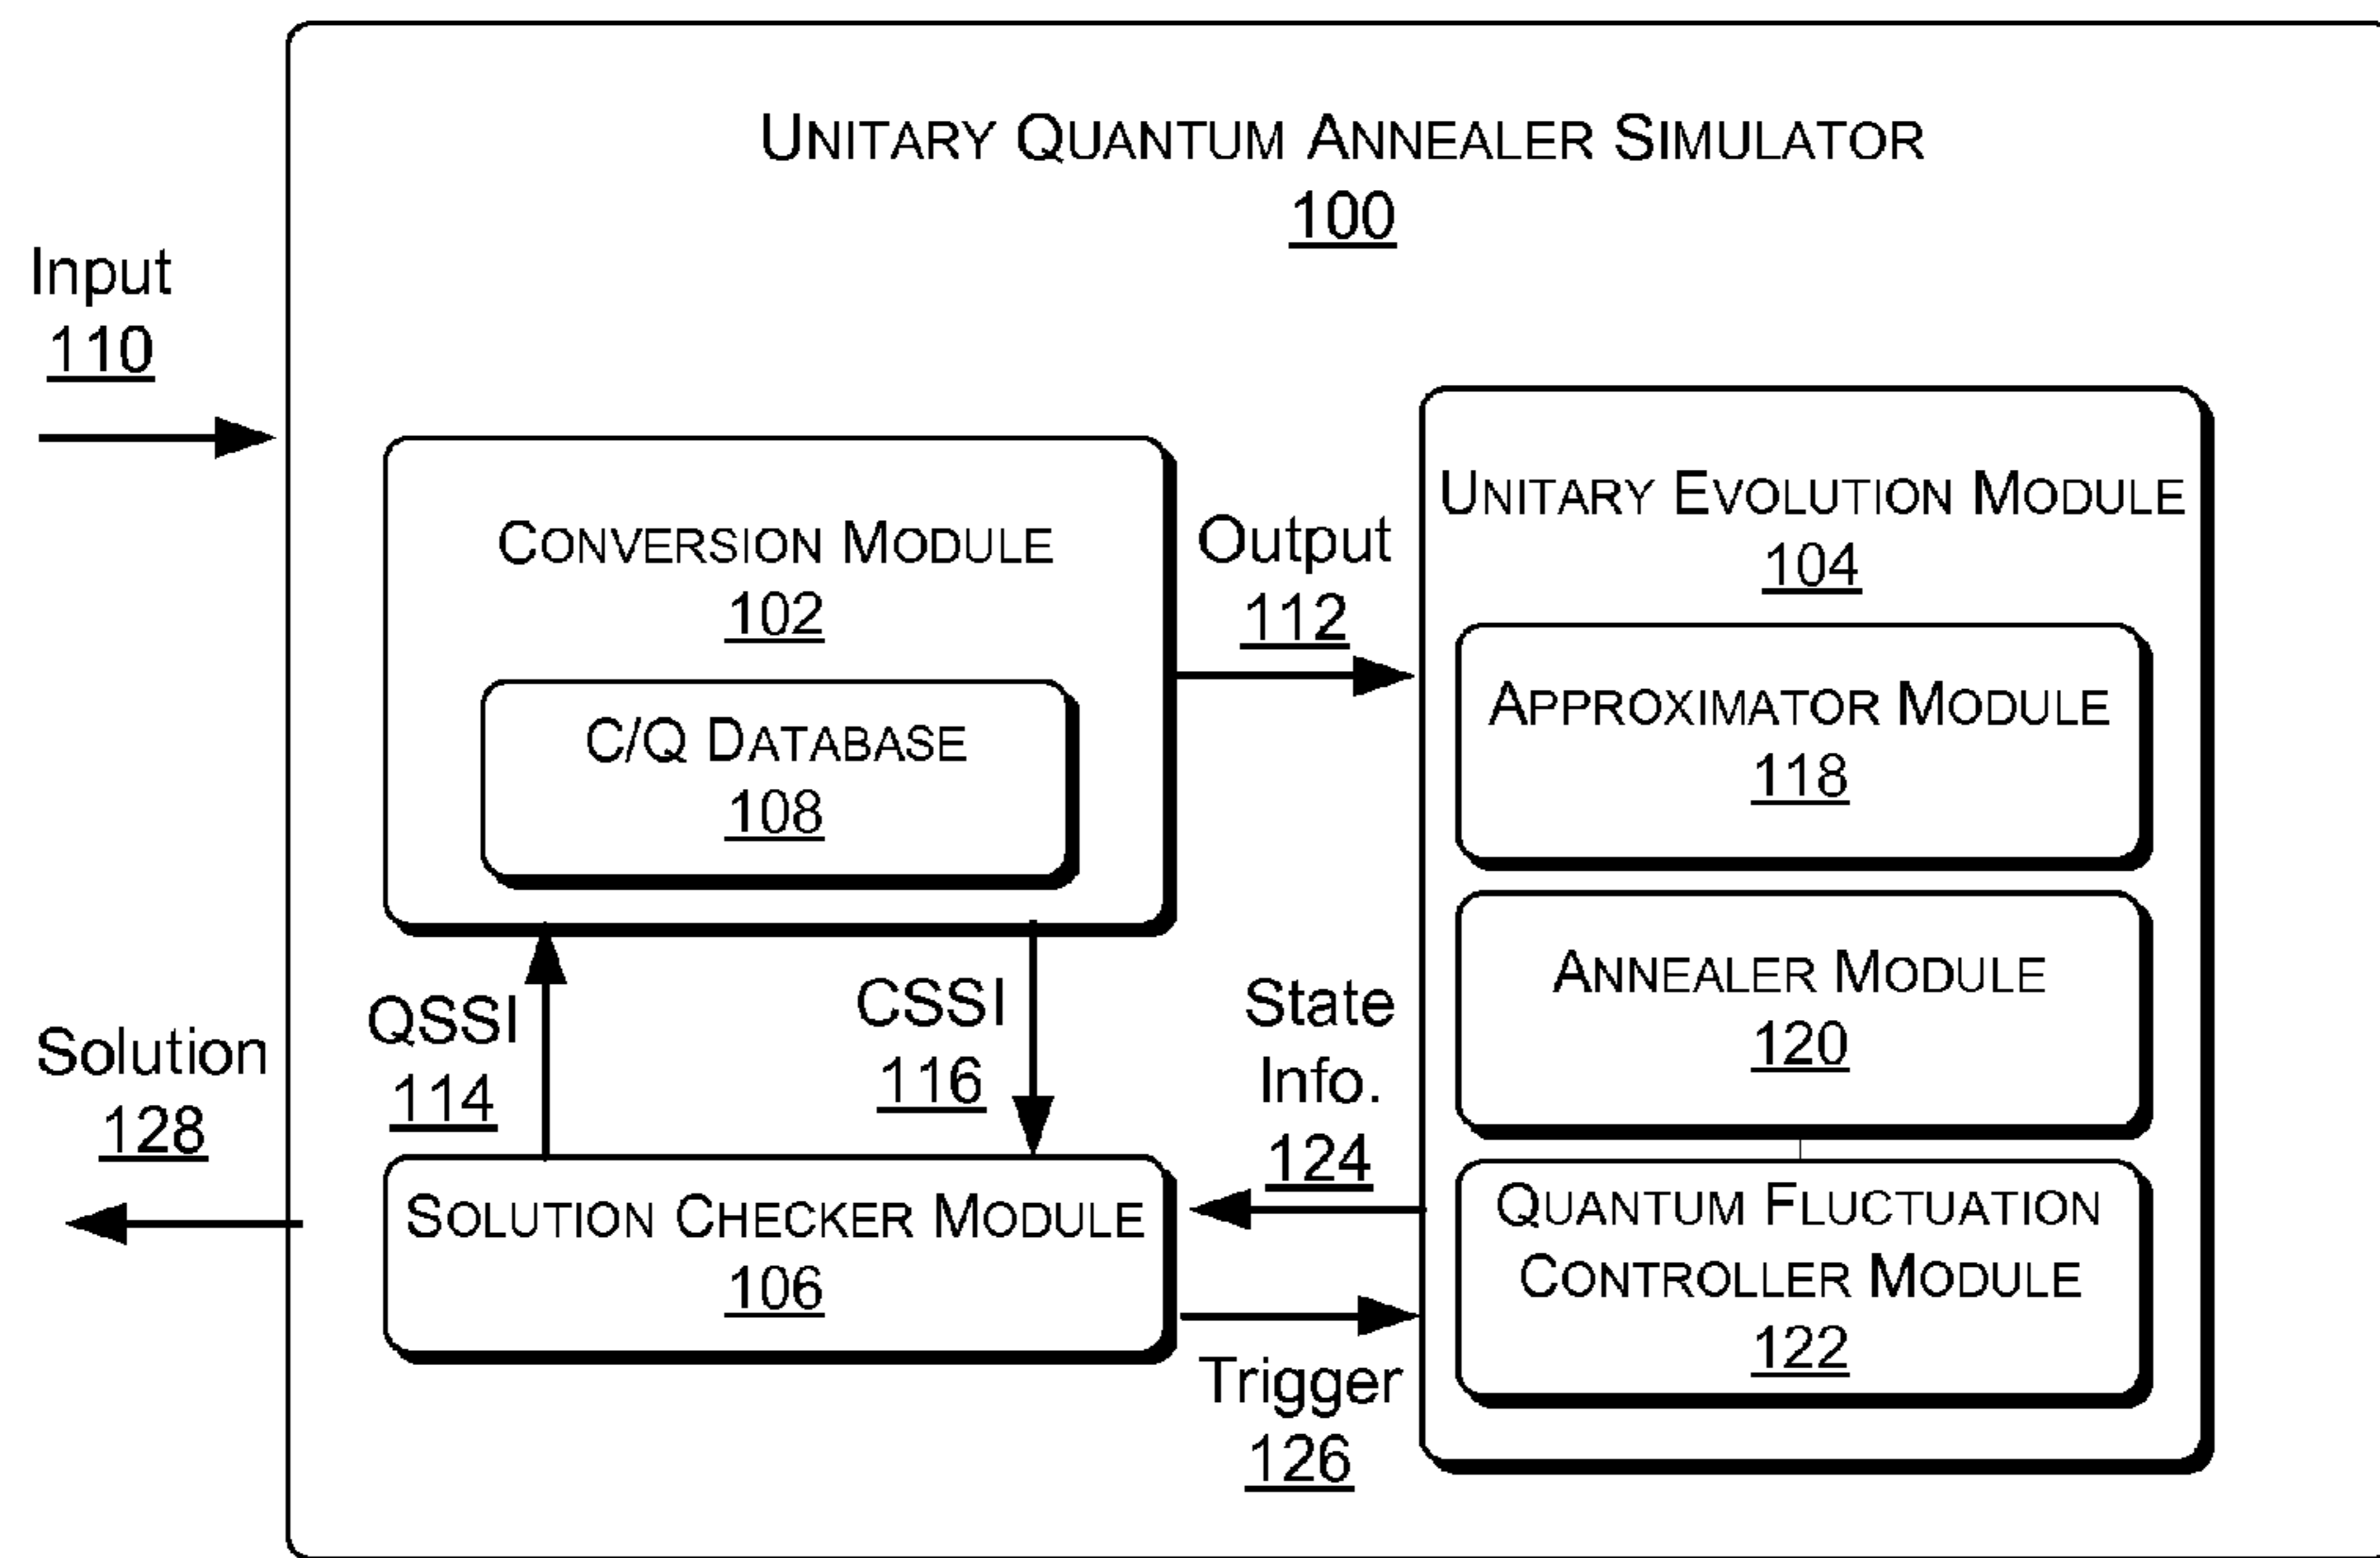 UNITARY QUANTUM ANNEALER SIMULATOR
100
Input
110
CONVERSION MODULE
102
C/Q DATABASE
108
Output
112
UNITARY EVOLUTION MODULE
104
APPROXIMATOR MODULE
118
ANNEALER MODULE
120
QUANTUM FLUCTUATION
CONTROLLER MODULE
122
QSSI
114
CSSI
116
State
Info.
124
Solution
128
SOLUTION CHECKER MODULE
106
Trigger
126